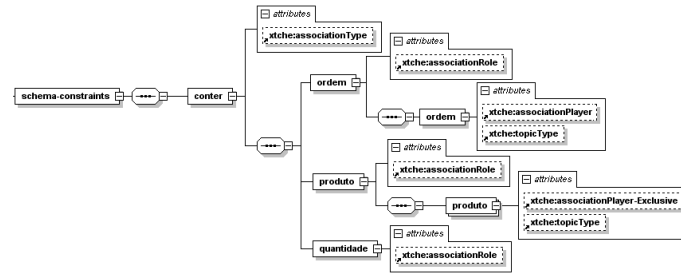 attributes
xtche:associationType
schema-constraints
conter
attributes
xtche:associationRole
ordem
attributes
xtche:associationPlayer
xtche:topicType
ordem
attributes
xtche:associationRole
produto
attributes
xtche:associationPlayer-Exclusive
xtche:topicType
produto
attributes
xtche:associationRole
quantidade